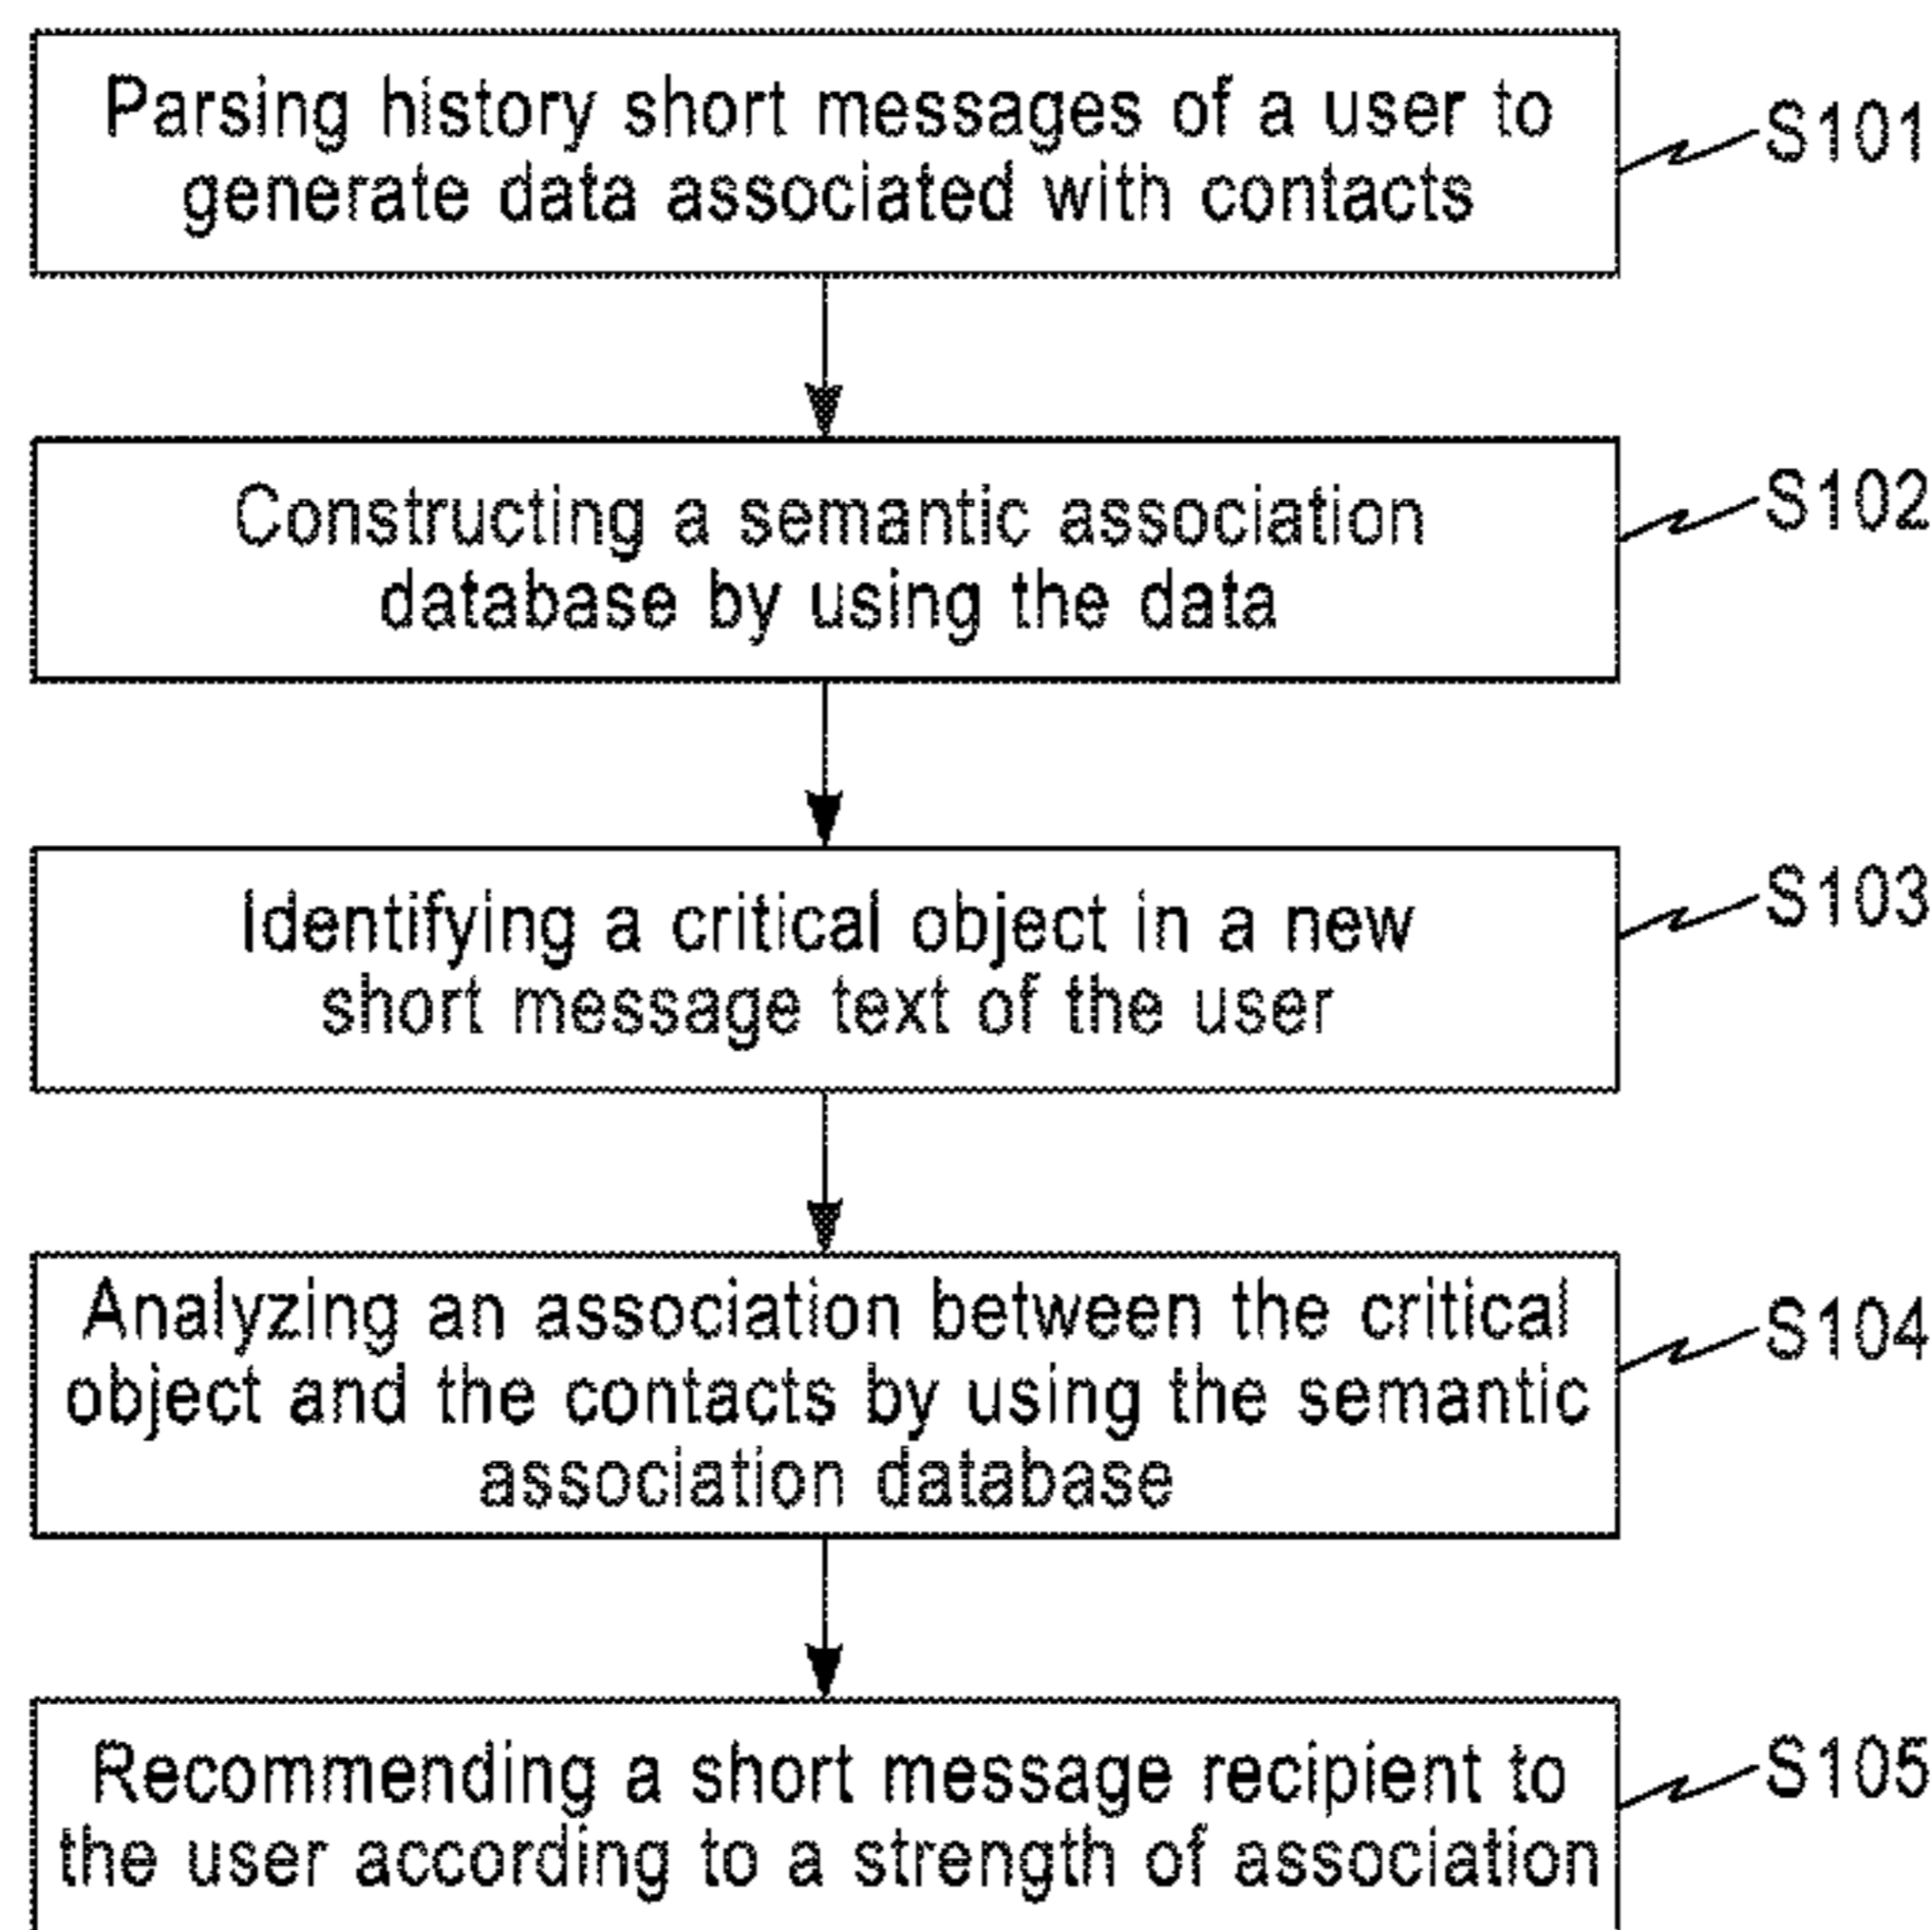 Parsing history short messages of a user to
generate data associated with contacts
S101
Constructing a semantic association
database by using the data
S102
Identifying a critical object in a new
short message text of the user
S103
Analyzing an association between the critical
object and the contacts by using the semantic
association database
S104
Recommending a short message recipient to
the user according to a strength of association
S105